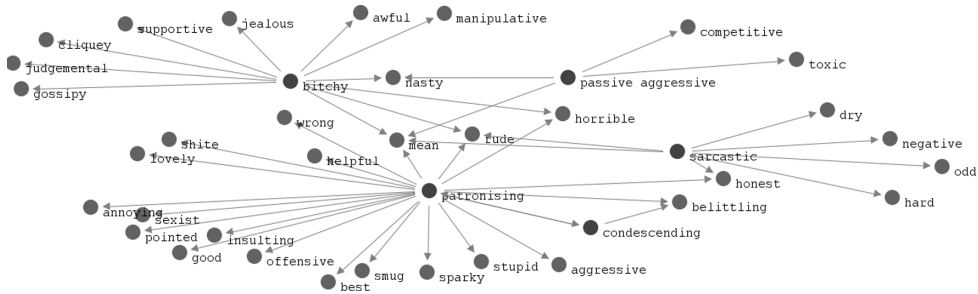 awful
manipulative
jealous
supportive
competitive
cliquey
toxic
judgemental
bitchy
nasty
passive aggressive
gossipy
dry
wrong
horrible
shite
mean
rude
negative
lovely
helpful
sarcastic
odd
honest
patronising
hard
annoying
sexist
belittling
pointed
insulting
condescending
good
offensive
stupid
aggressive
smug
sparky
best